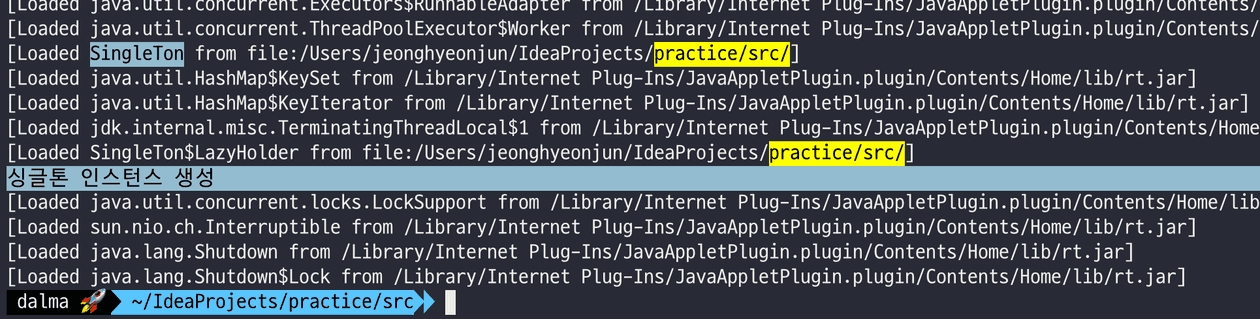 [Loaded java.util.concurrent.Executors$RunnableAdapter from /Library/Internet Plug-Ins/JavaAppletPlugin.plugin/Contents/
[Loaded java.util.concurrent.ThreadPoolExecutor$Worker from /Library/Internet Plug-Ins/JavaAppletPlugin.plugin/Contents/
[Loaded SingleTon from file:/Users/jeonghyeonjun/IdeaProjects/practice/src/]
[Loaded java.util.HashMap$KeySet from /Library/Internet Plug-Ins/JavaAppletPlugin.plugin/Contents/Home/lib/rt.jar]
[Loaded java.util.HashMap$KeyIterator from /Library/Internet Plug-Ins/JavaAppletPlugin.plugin/Contents/Home/lib/rt.jar]
[Loaded jdk.internal.misc.TerminatingThreadLocal$1 from /Library/Internet Plug-Ins/JavaAppletPlugin.plugin/Contents/Home
[Loaded SingleTon$LazyHolder from file:/Users/jeonghyeonjun/IdeaProjects/practice/src/]
싱글톤 인스턴스 생성
[Loaded java.util.concurrent.locks.LockSupport from /Library/Internet Plug-Ins/JavaAppletPlugin.plugin/Contents/Home/lib
[Loaded sun.nio.ch.Interruptible from /Library/Internet Plug-Ins/JavaAppletPlugin.plugin/Contents/Home/lib/rt.jar]
[Loaded java.lang.Shutdown from /Library/Internet Plug-Ins/JavaAppletPlugin.plugin/Contents/Home/lib/rt.jar]
[Loaded java.lang.Shutdown$Lock from /Library/Internet Plug-Ins/JavaAppletPlugin.plugin/Contents/Home/lib/rt.jar]
dalma 🚀 ~/IdeaProjects/practice/src